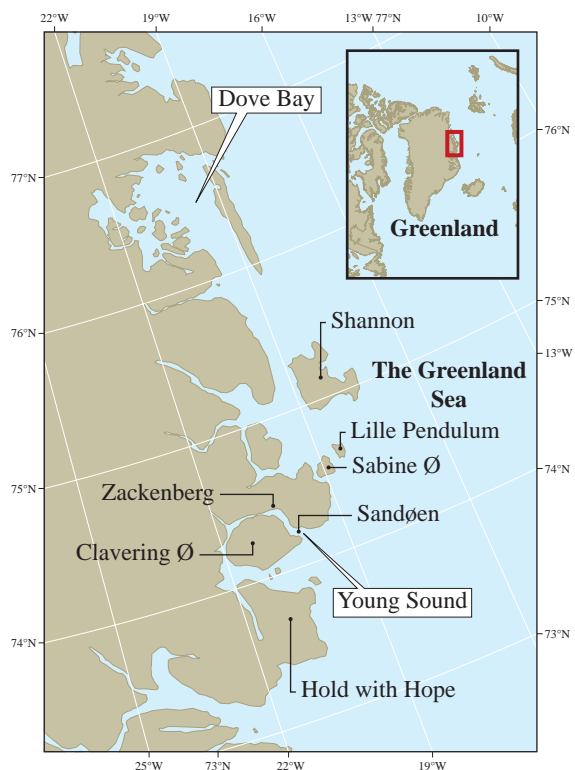 22°W 19°W 16°W 13°W 77°N 10°W
Dove Bay
76°N
77°N
Greenland
75°N
Shannon
76°N
13°W
The Greenland
Sea
Lille Pendulum
Sabine Ø
74°N
75°N
Zackenberg
Sandøen
Clavering Ø
Young Sound
73°N
74°N
Hold with Hope
25°W 73°N 22°W 19°W